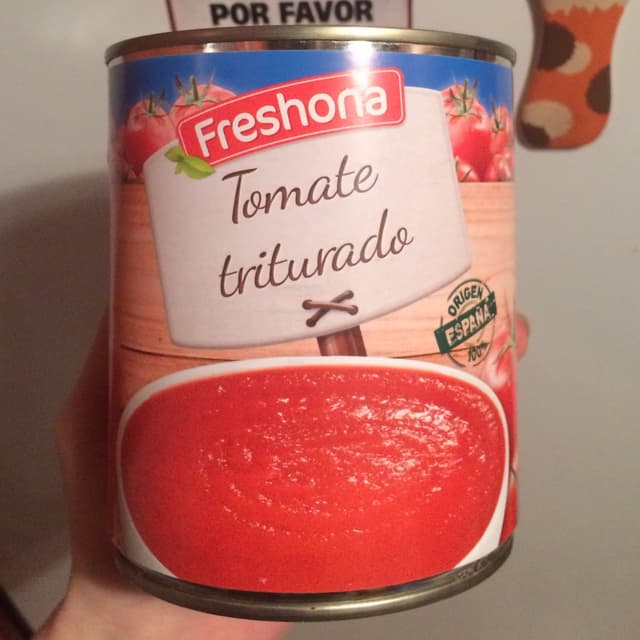 POR FAVOR
Freshona
Tomate
triturado
ORIGEN
ESPAÑA
100%